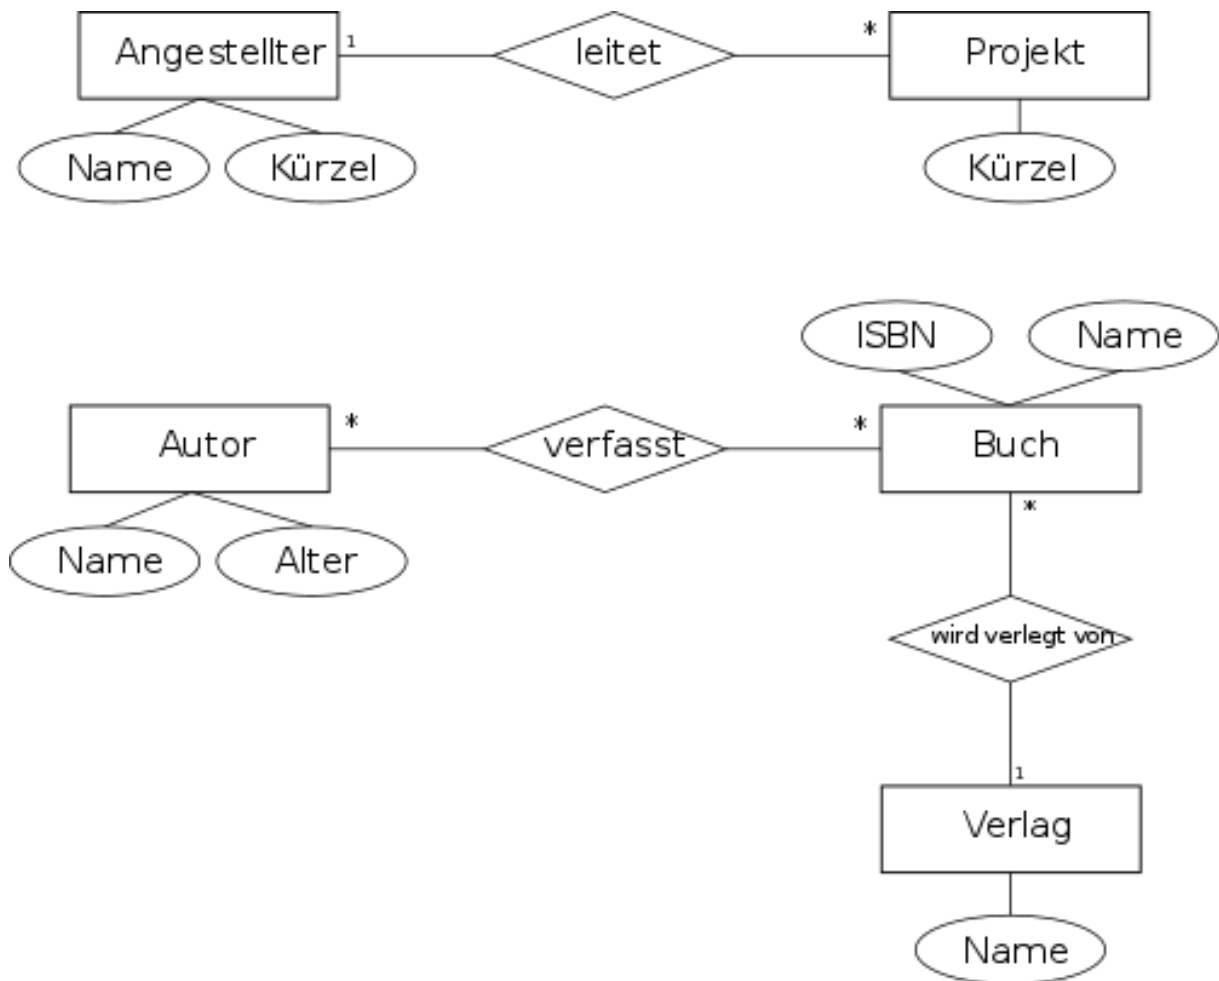 Angestellter 1 leitet * Projekt
Name Kürzel Kürzel
ISBN Name
Autor * verfasst * Buch
*
Name Alter
wird verlegt von
1
Verlag
Name